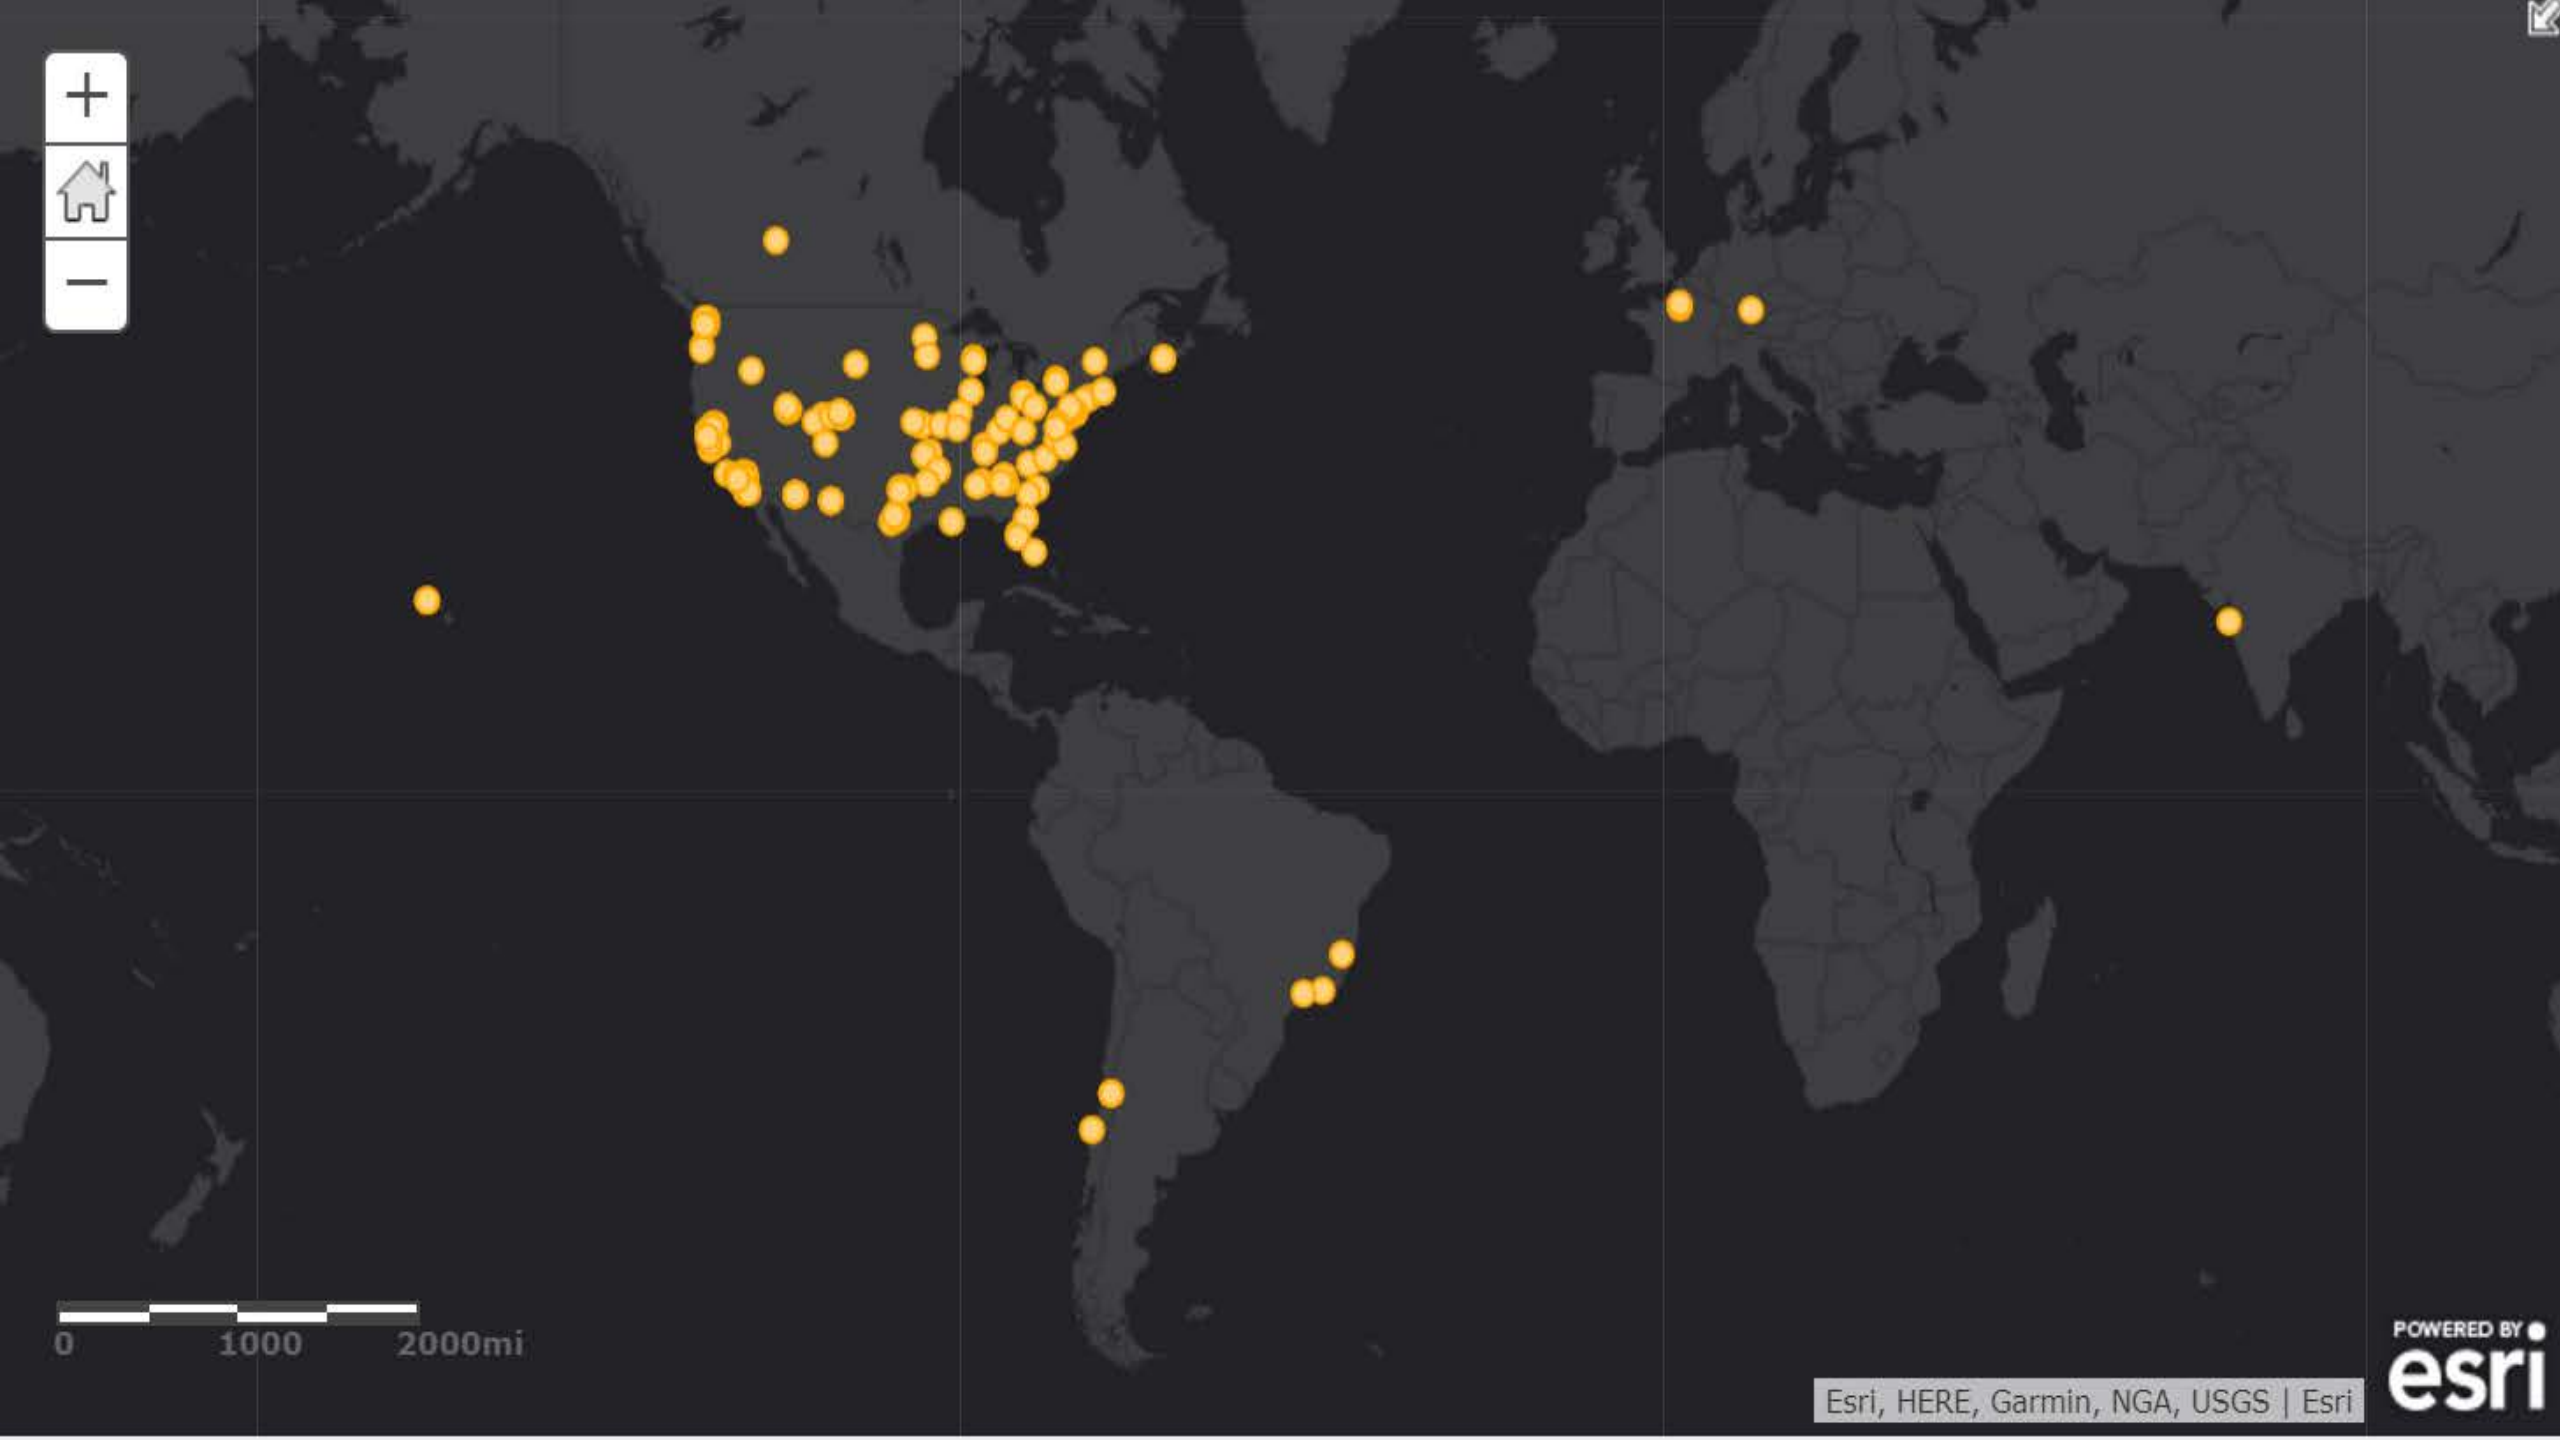 +
−
0 1000 2000mi
POWERED BY
esri
Esri, HERE, Garmin, NGA, USGS | Esri